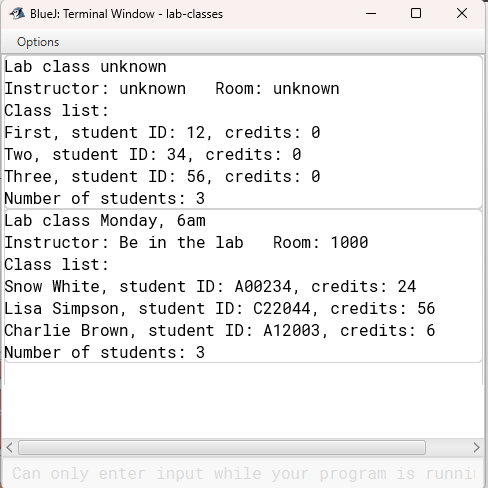 BlueJ: Terminal Window - lab-classes
Options
Lab class unknown
Instructor: unknown   Room: unknown
Class list:
First, student ID: 12, credits: 0
Two, student ID: 34, credits: 0
Three, student ID: 56, credits: 0
Number of students: 3
Lab class Monday, 6am
Instructor: Be in the lab   Room: 1000
Class list:
Snow White, student ID: A00234, credits: 24
Lisa Simpson, student ID: C22044, credits: 56
Charlie Brown, student ID: A12003, credits: 6
Number of students: 3
Can only enter input while your program is runnin